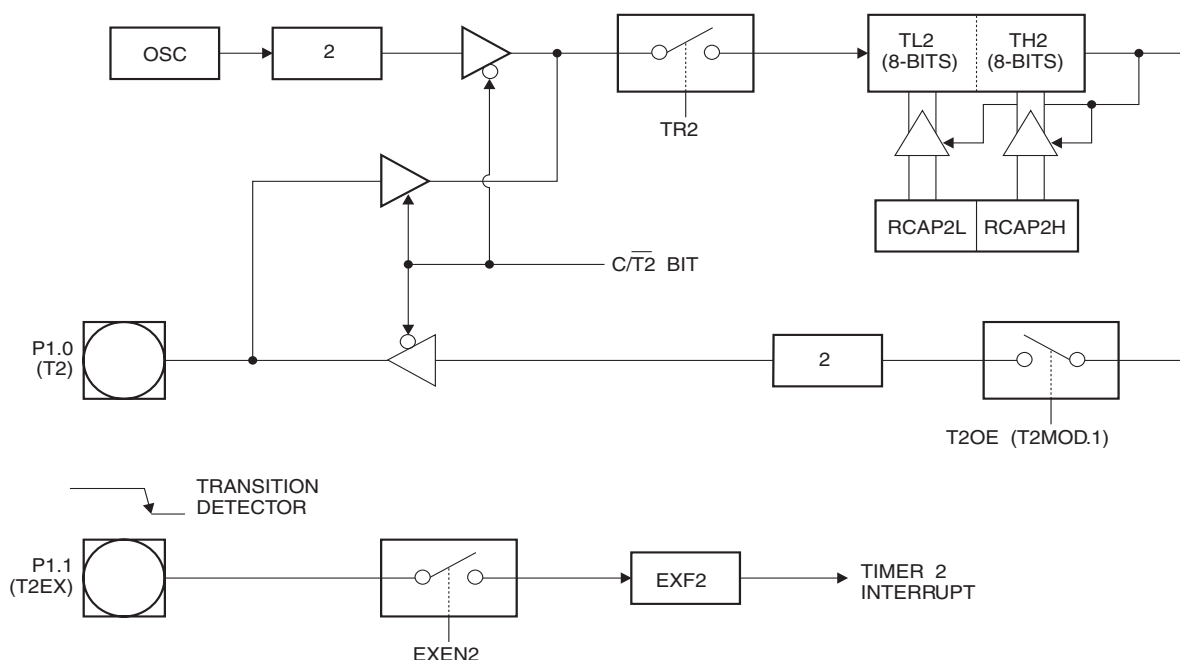 OSC
2
TR2
TL2
(8-BITS)
TH2
(8-BITS)
RCAP2L
RCAP2H
C/T̅2̅ BIT
P1.0
(T2)
2
T2OE (T2MOD.1)
TRANSITION
DETECTOR
P1.1
(T2EX)
EXEN2
EXF2
TIMER 2
INTERRUPT